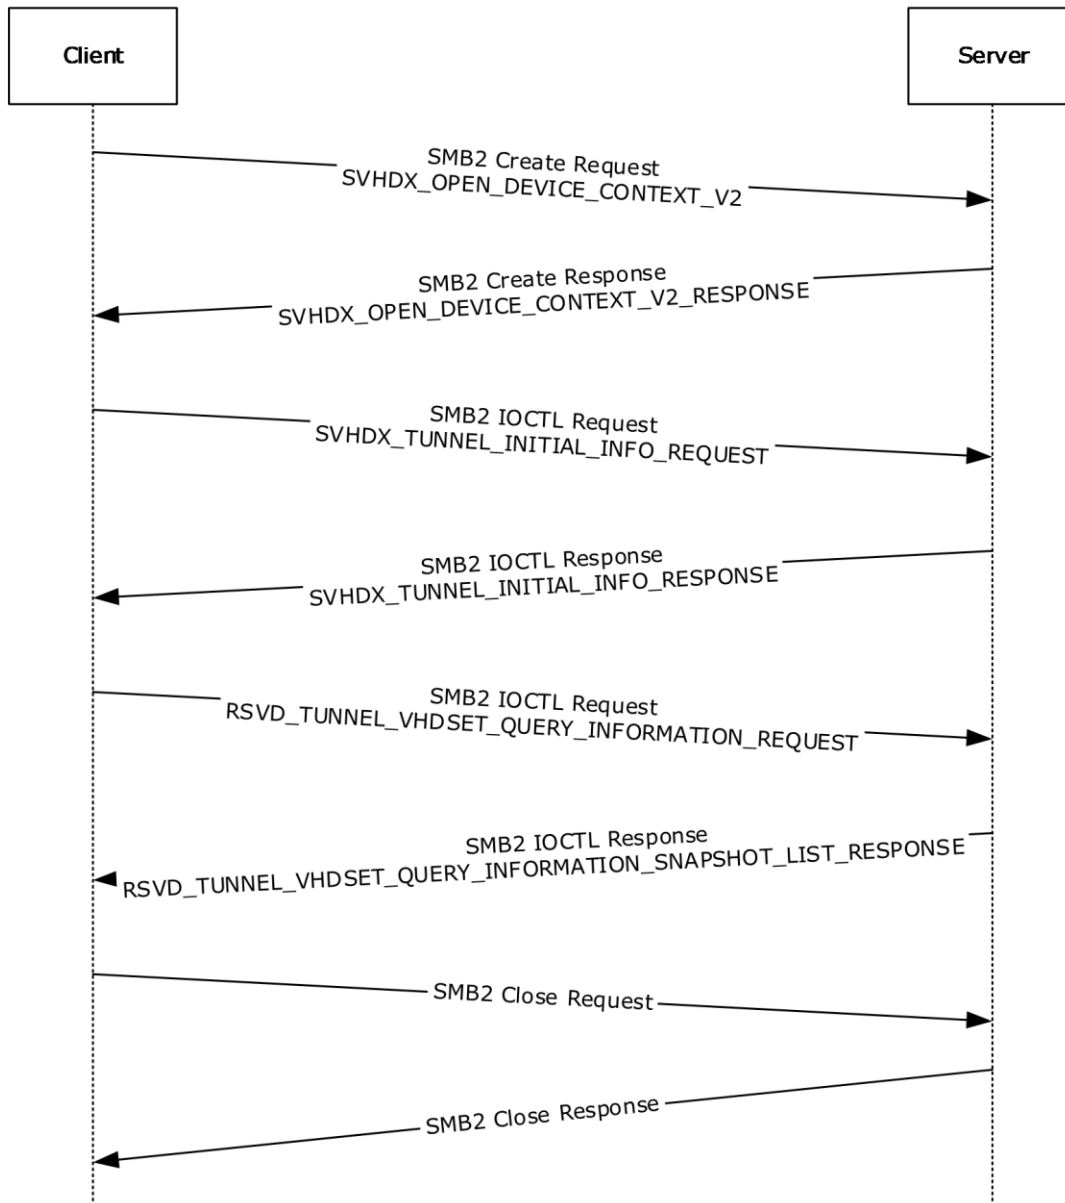 Client
Server
SMB2 Create Request
SVHDX_OPEN_DEVICE_CONTEXT_V2
SMB2 Create Response
SVHDX_OPEN_DEVICE_CONTEXT_V2_RESPONSE
SMB2 IOCTL Request
SVHDX_TUNNEL_INITIAL_INFO_REQUEST
SMB2 IOCTL Response
SVHDX_TUNNEL_INITIAL_INFO_RESPONSE
SMB2 IOCTL Request
RSVD_TUNNEL_VHDSET_QUERY_INFORMATION_REQUEST
SMB2 IOCTL Response
RSVD_TUNNEL_VHDSET_QUERY_INFORMATION_SNAPSHOT_LIST_RESPONSE
SMB2 Close Request
SMB2 Close Response